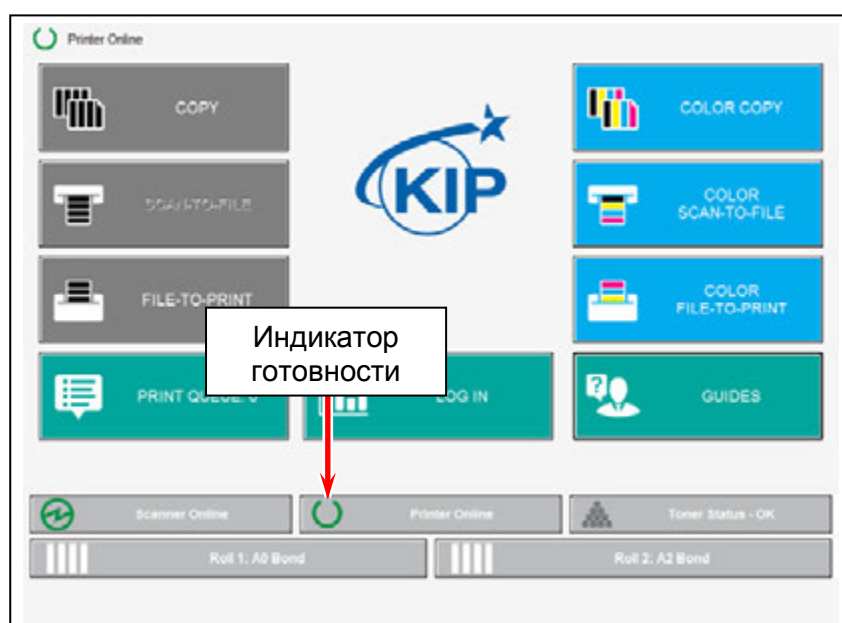 Printer Online
COPY
KIP
COLOR COPY
SCAN-TO-FILE
COLOR
SCAN-TO-FILE
FILE-TO-PRINT
COLOR
FILE-TO-PRINT
Индикатор
готовности
PRINT QUEUE: 0
LOG IN
? GUIDES
Scanner Online
Printer Online
Toner Status - OK
Roll 1: A0 Bond
Roll 2: A2 Bond